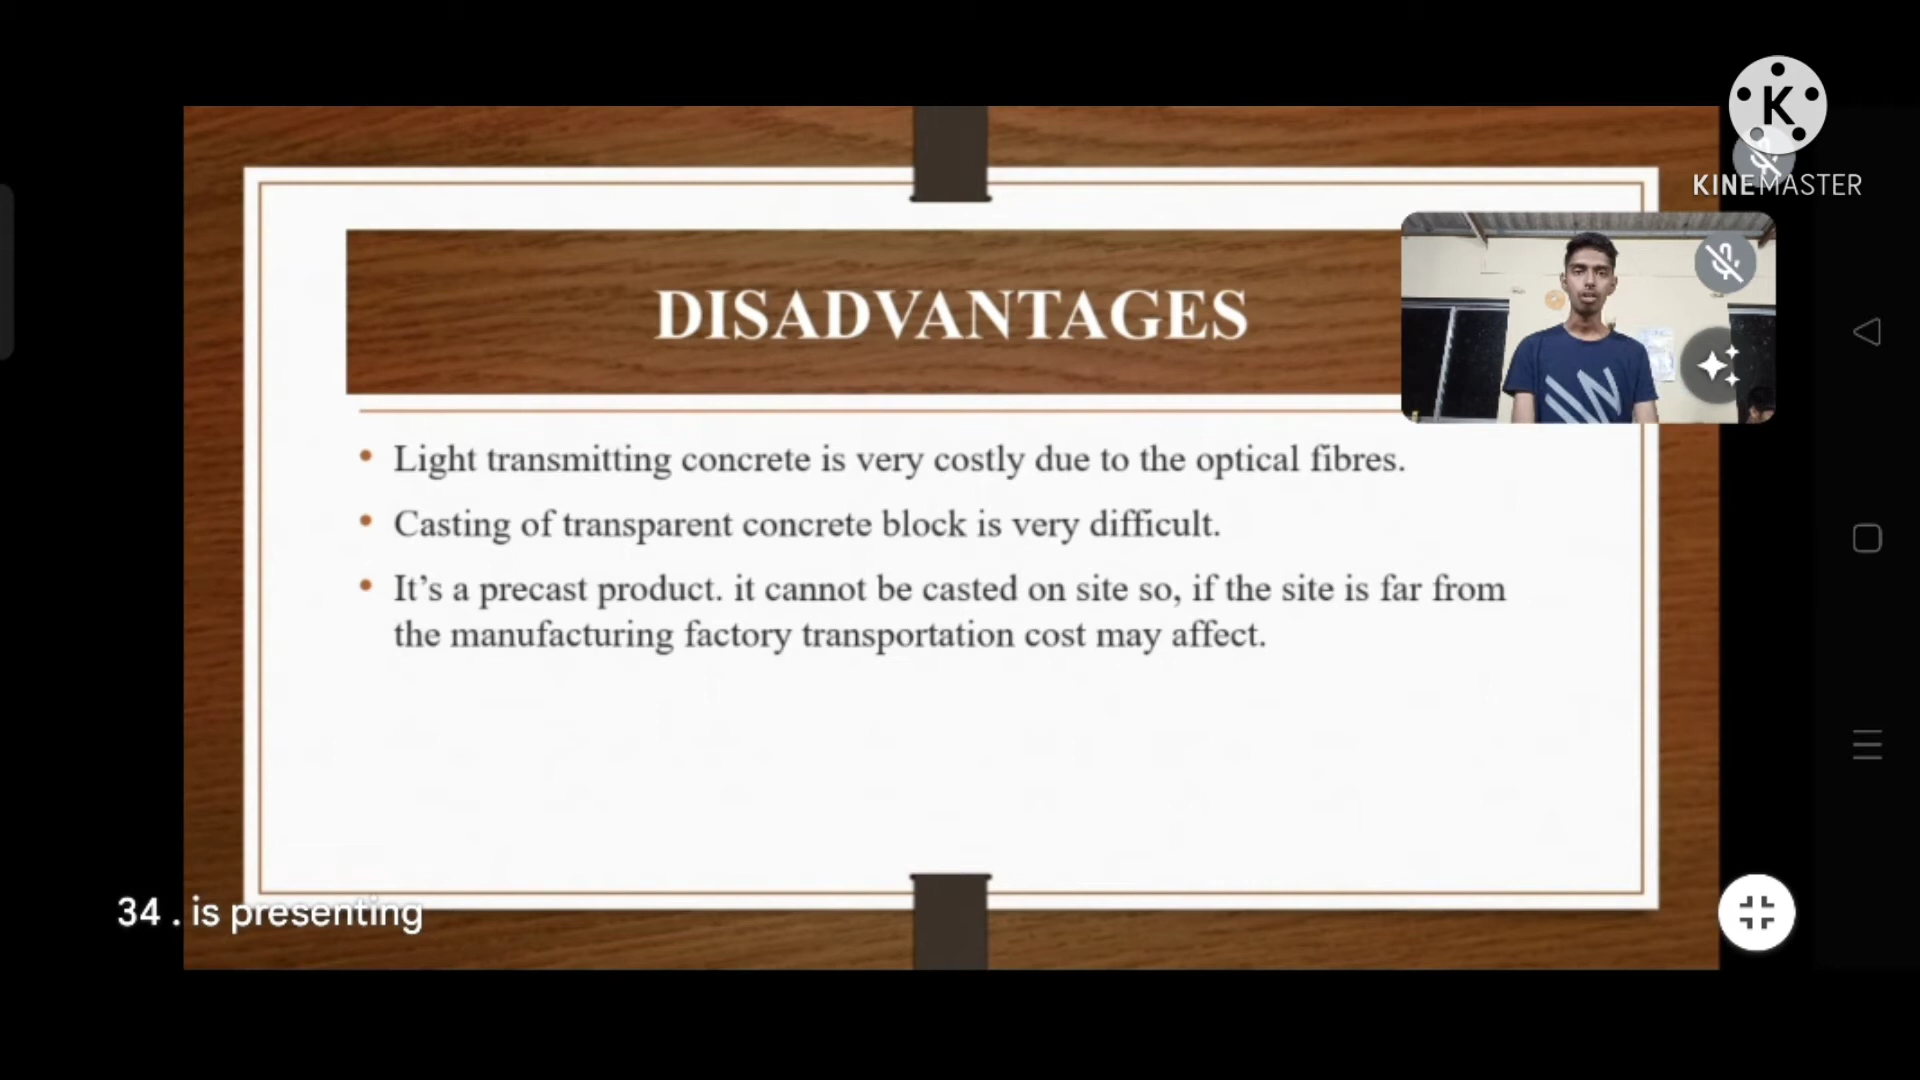 K
KINEMASTER
DISADVANTAGES
• Light transmitting concrete is very costly due to the optical fibres.
• Casting of transparent concrete block is very difficult.
• It’s a precast product. it cannot be casted on site so, if the site is far from
the manufacturing factory transportation cost may affect.
34 . is presenting